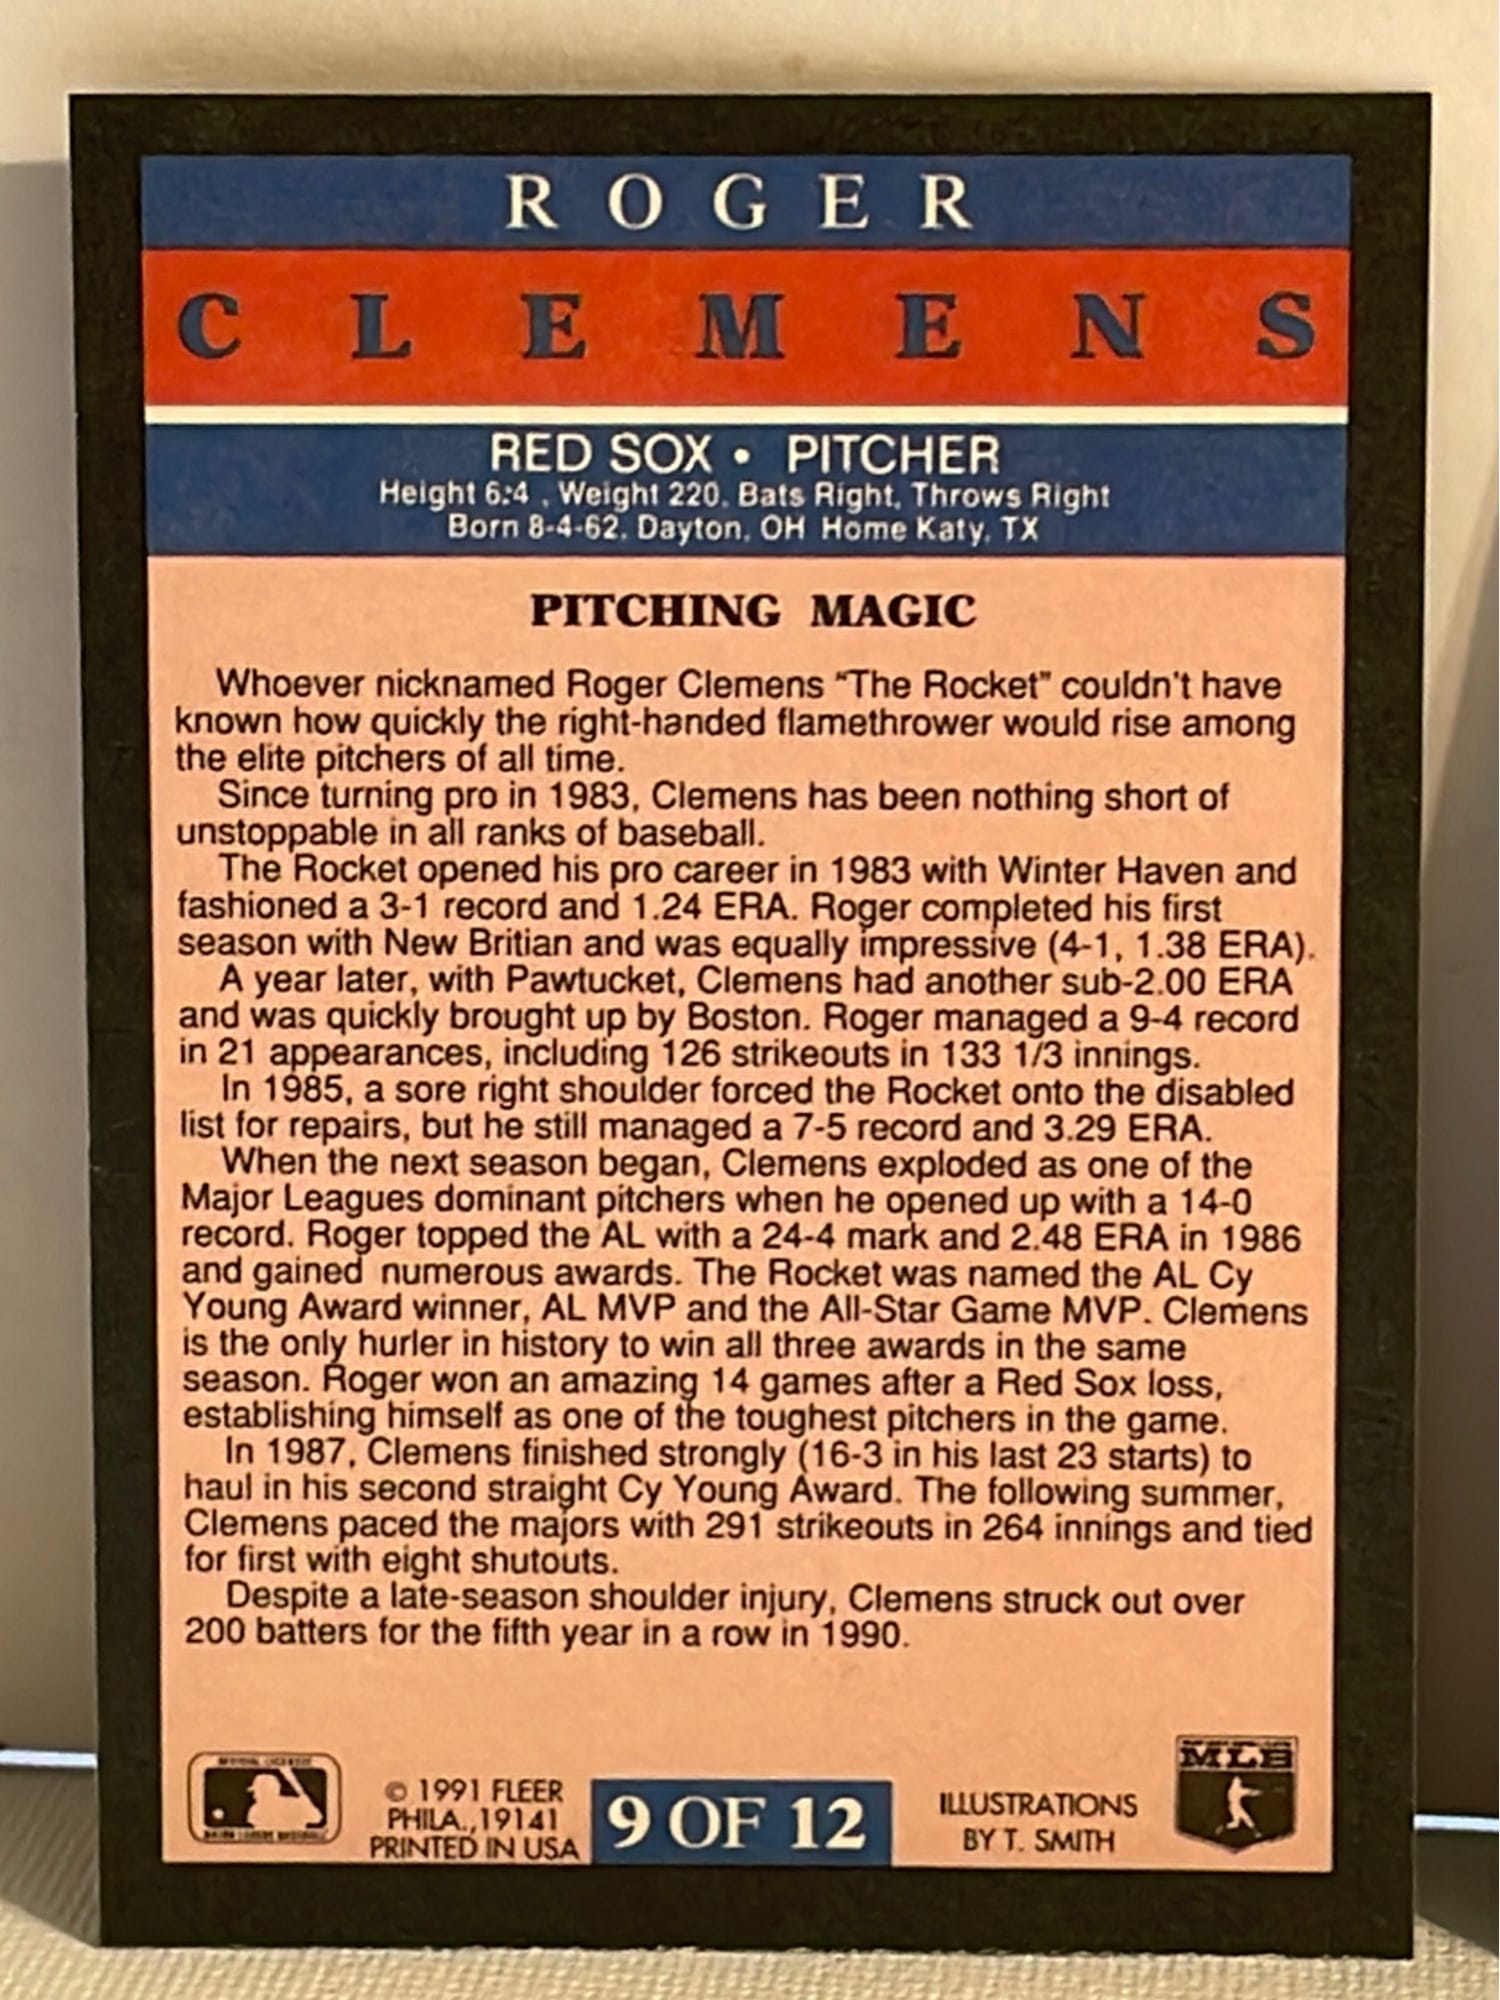 ROGER
CLEMENS
RED SOX • PITCHER
Height 6:4 , Weight 220, Bats Right, Throws Right
Born 8-4-62, Dayton, OH Home Katy, TX
PITCHING MAGIC
Whoever nicknamed Roger Clemens "The Rocket" couldn't have
known how quickly the right-handed flamethrower would rise among
the elite pitchers of all time.
Since turning pro in 1983, Clemens has been nothing short of
unstoppable in all ranks of baseball.
The Rocket opened his pro career in 1983 with Winter Haven and
fashioned a 3-1 record and 1.24 ERA. Roger completed his first
season with New Britian and was equally impressive (4-1, 1.38 ERA).
A year later, with Pawtucket, Clemens had another sub-2.00 ERA
and was quickly brought up by Boston. Roger managed a 9-4 record
in 21 appearances, including 126 strikeouts in 133 1/3 innings.
In 1985, a sore right shoulder forced the Rocket onto the disabled
list for repairs, but he still managed a 7-5 record and 3.29 ERA.
When the next season began, Clemens exploded as one of the
Major Leagues dominant pitchers when he opened up with a 14-0
record. Roger topped the AL with a 24-4 mark and 2.48 ERA in 1986
and gained numerous awards. The Rocket was named the AL Cy
Young Award winner, AL MVP and the All-Star Game MVP. Clemens
is the only hurler in history to win all three awards in the same
season. Roger won an amazing 14 games after a Red Sox loss,
establishing himself as one of the toughest pitchers in the game.
In 1987, Clemens finished strongly (16-3 in his last 23 starts) to
haul in his second straight Cy Young Award. The following summer,
Clemens paced the majors with 291 strikeouts in 264 innings and tied
for first with eight shutouts.
Despite a late-season shoulder injury, Clemens struck out over
200 batters for the fifth year in a row in 1990.
© 1991 FLEER
PHILA., 19141
PRINTED IN USA
9 OF 12
ILLUSTRATIONS
BY T. SMITH
MLB